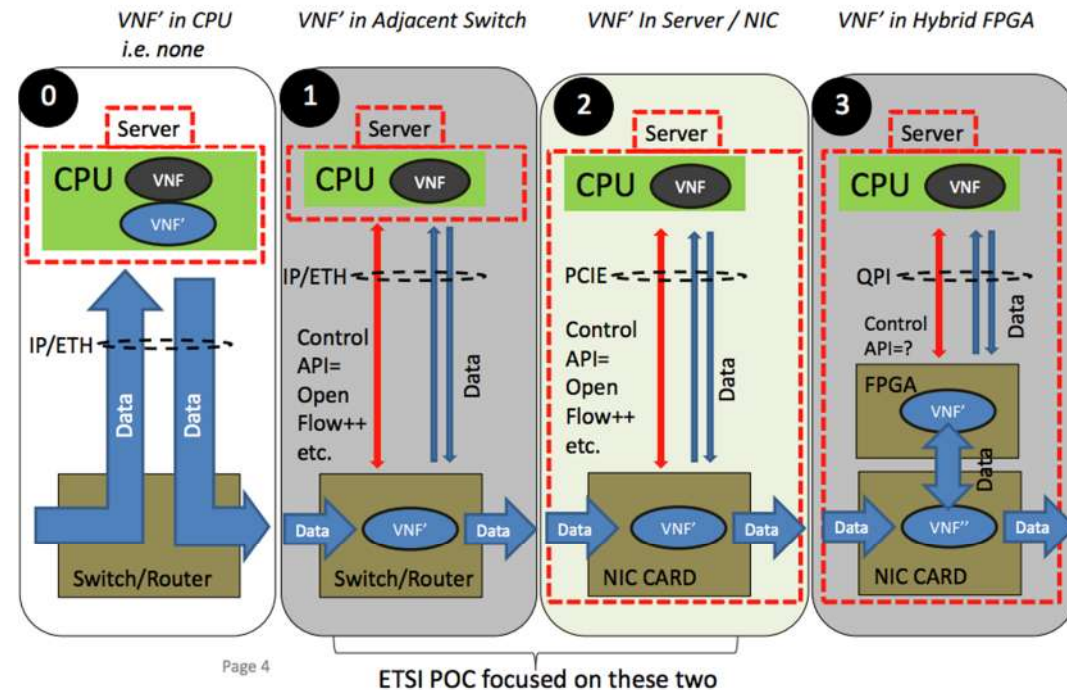 VNF’ in CPU
i.e. none
VNF’ in Adjacent Switch
VNF’ In Server / NIC
VNF’ in Hybrid FPGA
0
Server
CPU
VNF
VNF’
IP/ETH
Data
Data
Switch/Router
1
Server
CPU
VNF
IP/ETH
Control
API=
Open
Flow++
etc.
Data
Data
VNF’
Data
Switch/Router
2
Server
CPU
VNF
PCIE
Control
API=
Open
Flow++
etc.
Data
Data
VNF’
Data
NIC CARD
3
Server
CPU
VNF
QPI
Control
API=?
Data
FPGA
VNF’
Data
Data
VNF’’
Data
NIC CARD
Page 4
ETSI POC focused on these two